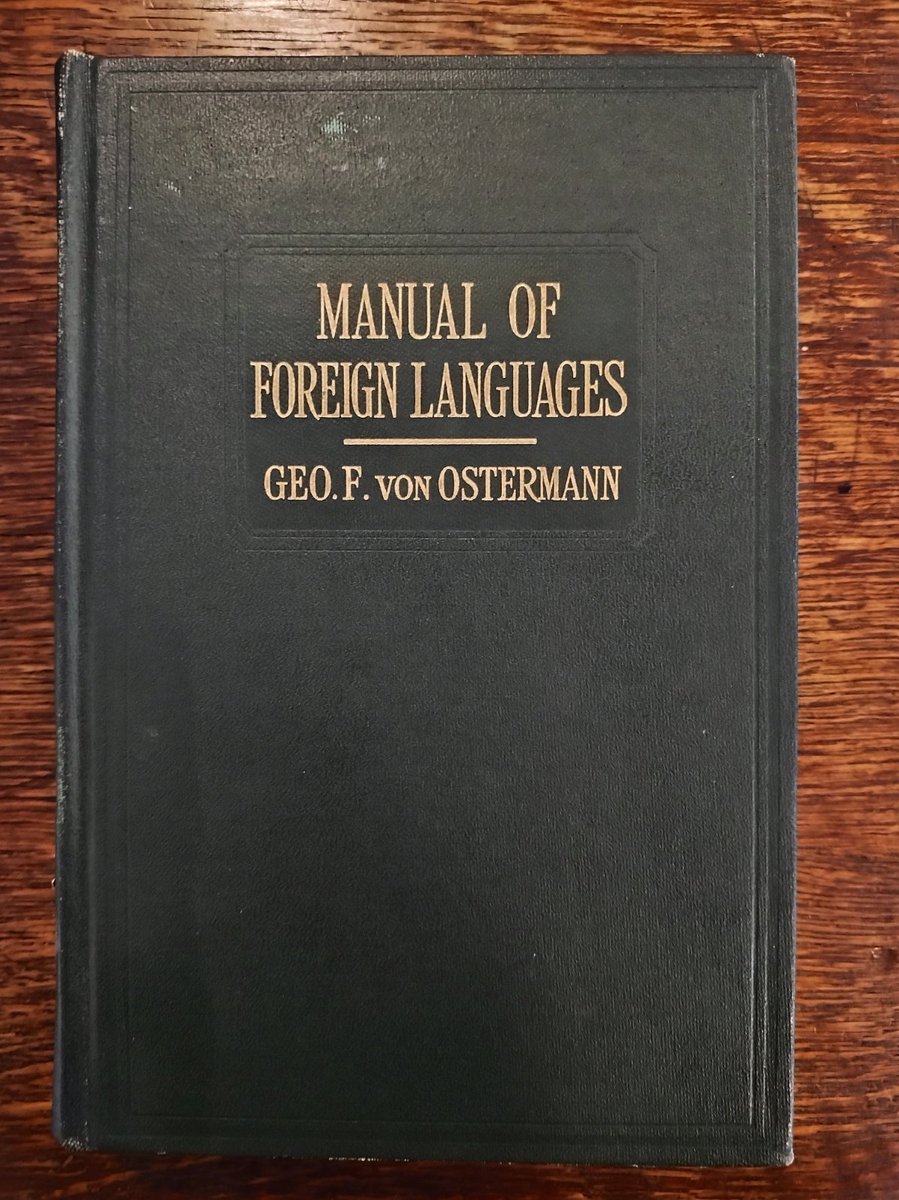 MANUAL OF
FOREIGN LANGUAGES
GEO. F. VON OSTERMANN